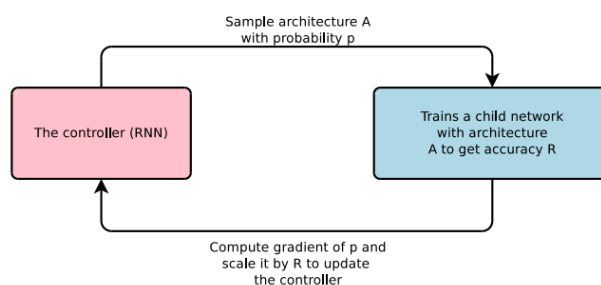 Sample architecture A
with probability p
The controller (RNN)
Trains a child network
with architecture
A to get accuracy R
Compute gradient of p and
scale it by R to update
the controller